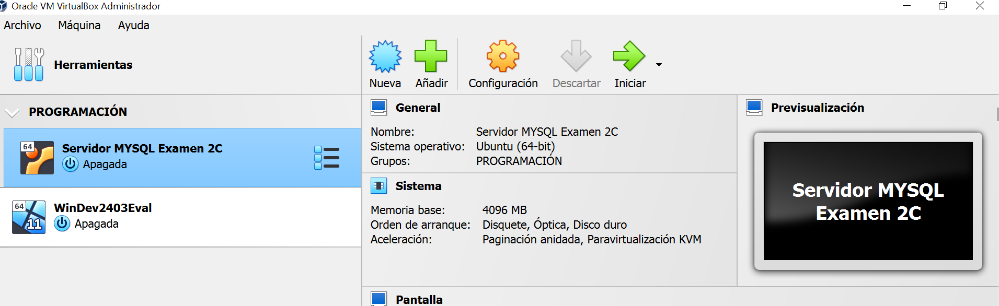 Oracle VM VirtualBox Administrador
Archivo Máquina Ayuda
Herramientas
Nueva Añadir Configuración Descartar Iniciar
PROGRAMACIÓN
64
Servidor MYSQL Examen 2C
Apagada
64
11
WinDev2403Eval
Apagada
General
Nombre: Servidor MYSQL Examen 2C
Sistema operativo: Ubuntu (64-bit)
Grupos: PROGRAMACIÓN
Sistema
Memoria base: 4096 MB
Orden de arranque: Disquete, Óptica, Disco duro
Aceleración: Paginación anidada, Paravirtualización KVM
Pantalla
Previsualización
Servidor MYSQL
Examen 2C